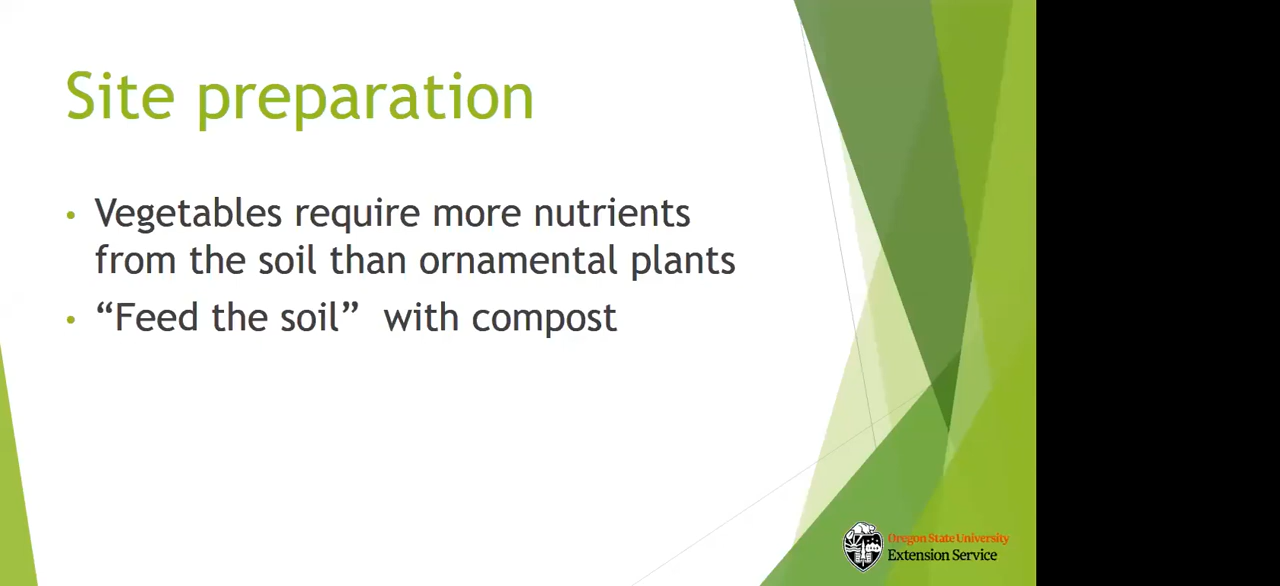 Site preparation
• Vegetables require more nutrients
from the soil than ornamental plants
• “Feed the soil”  with compost
Oregon State University
Extension Service